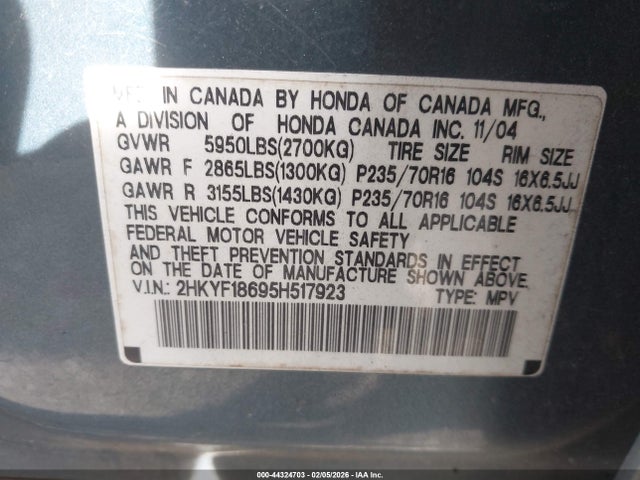 MFD IN CANADA BY HONDA OF CANADA MFG.,
A DIVISION OF HONDA CANADA INC. 11/04
GVWR 5950LBS(2700KG) TIRE SIZE RIM SIZE
GAWR F 2865LBS(1300KG) P235/70R16 104S 16X6.5JJ
GAWR R 3155LBS(1430KG) P235/70R16 104S 16X6.5JJ
THIS VEHICLE CONFORMS TO ALL APPLICABLE
FEDERAL MOTOR VEHICLE SAFETY
AND THEFT PREVENTION STANDARDS IN EFFECT
ON THE DATE OF MANUFACTURE SHOWN ABOVE.
V.I.N: 2HKYF18695H517923 TYPE: MPV
000-44324703 - 02/05/2026 - IAA Inc.